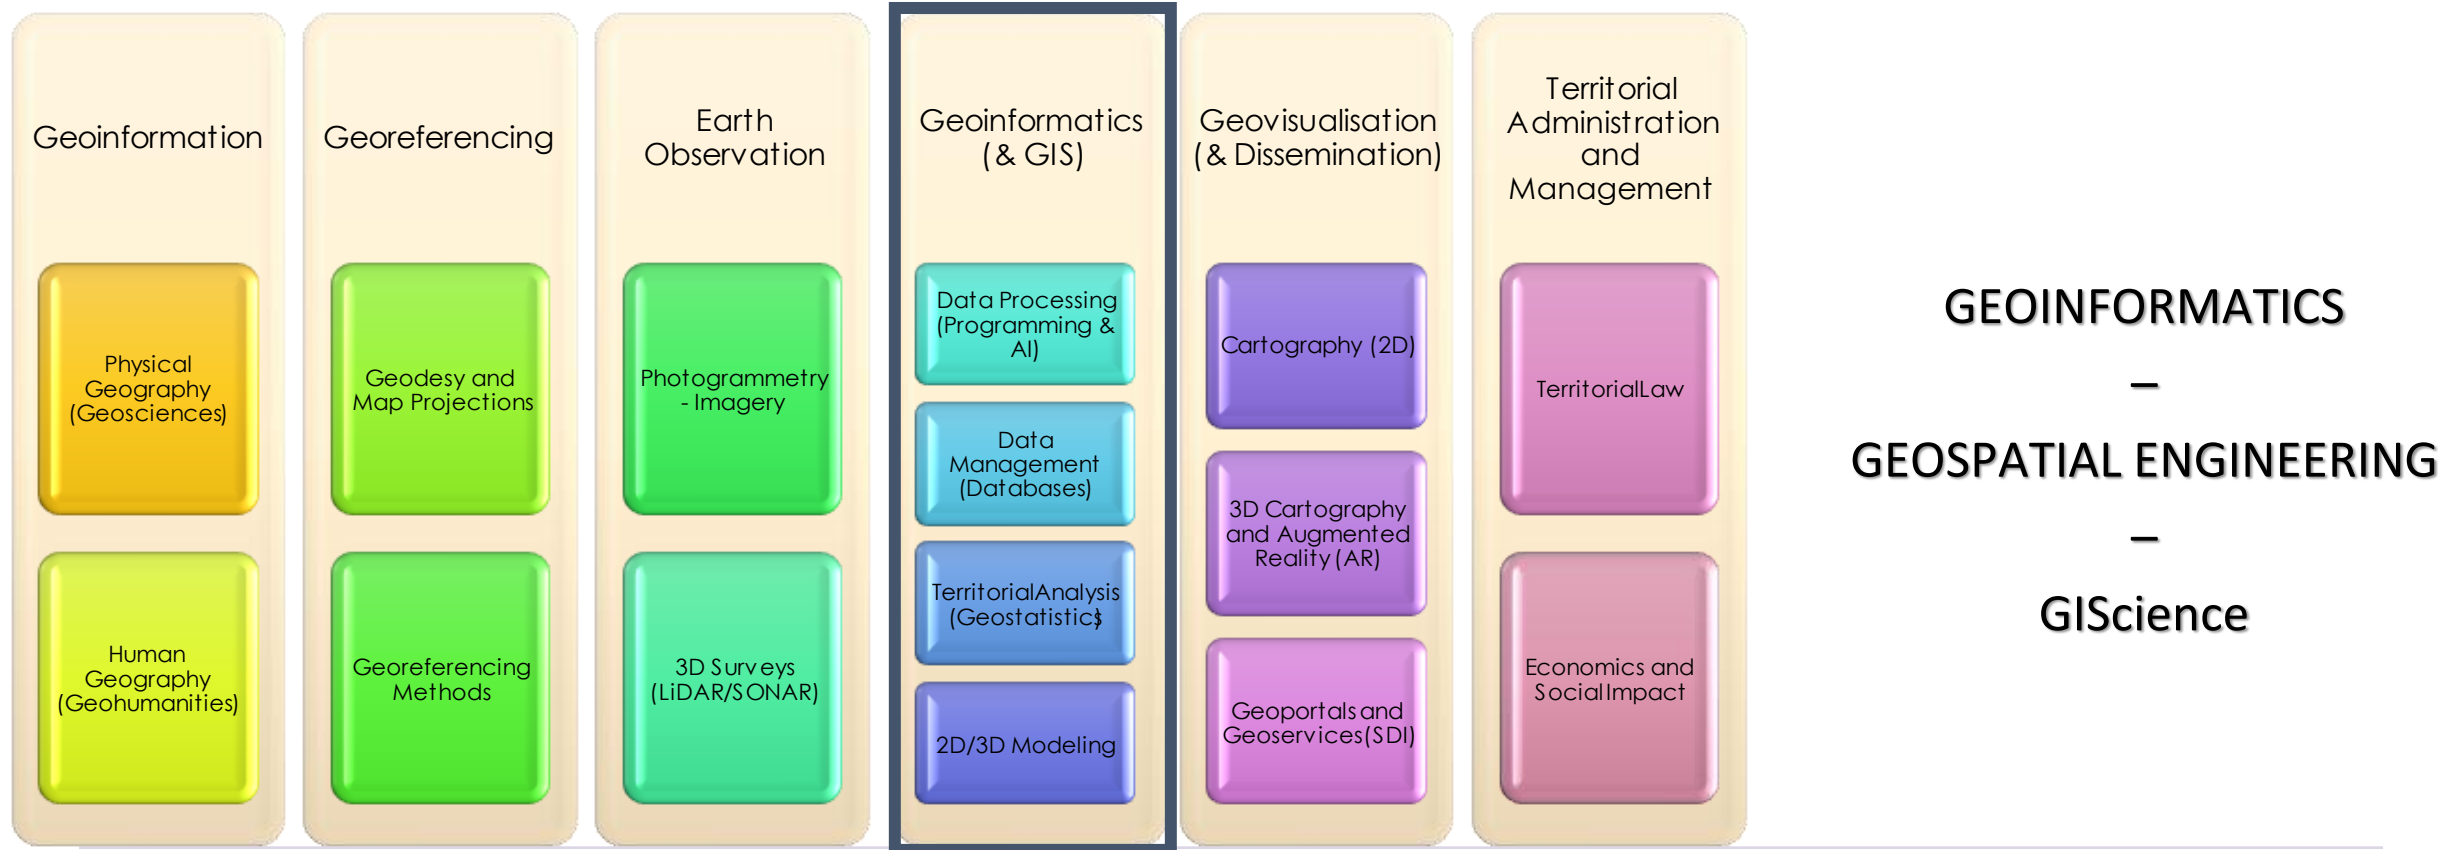 Geoinformation
Physical
Geography
(Geosciences)
Human
Geography
(Geohumanities)
Georeferencing
Geodesy and
Map Projections
Georeferencing
Methods
Earth
Observation
Photogrammetry
- Imagery
3D Surveys
(LiDAR/SONAR)
Geoinformatics
(& GIS)
Data Processing
(Programming &
AI)
Data
Management
(Databases)
TerritorialAnalysis
(Geostatistics)
2D/3D Modeling
Geovisualisation
(& Dissemination)
Cartography (2D)
3D Cartography
and Augmented
Reality (AR)
Geoportals and
Geoservices(SDI)
Territorial
Administration
and
Management
TerritorialLaw
Economics and
Social Impact
GEOINFORMATICS
–
GEOSPATIAL ENGINEERING
–
GIScience